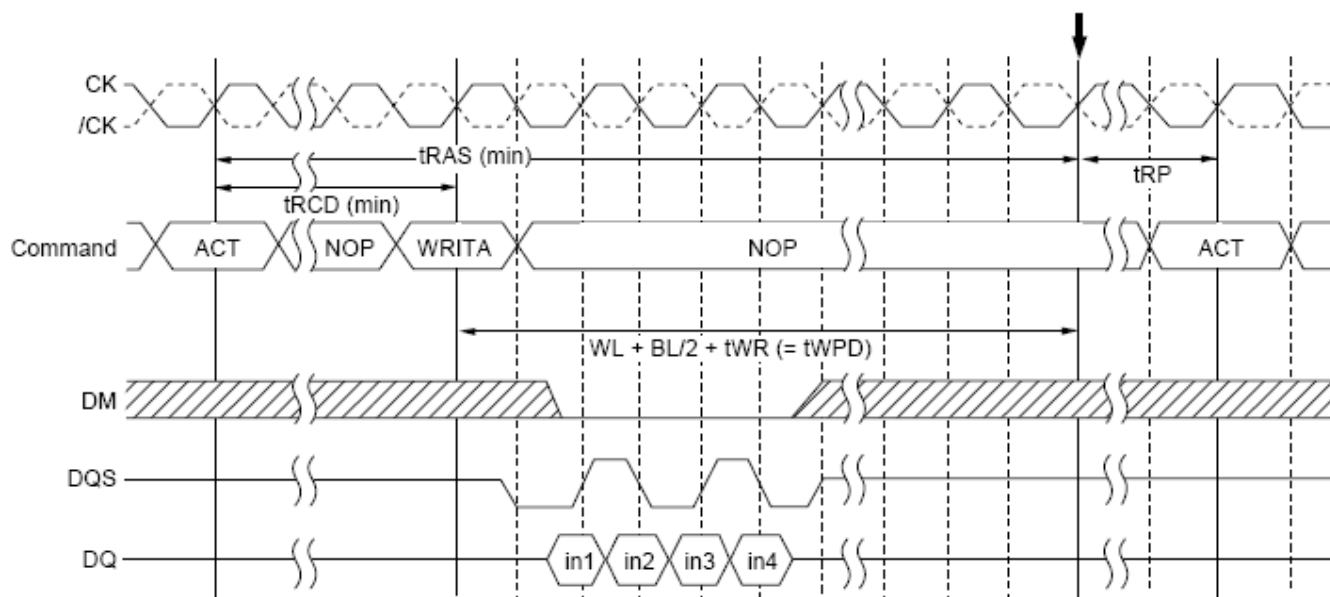 CK
/CK
tRAS (min)
tRP
tRCD (min)
Command ACT NOP WRITA NOP ACT
WL + BL/2 + tWR (= tWPD)
DM
DQS
DQ in1 in2 in3 in4